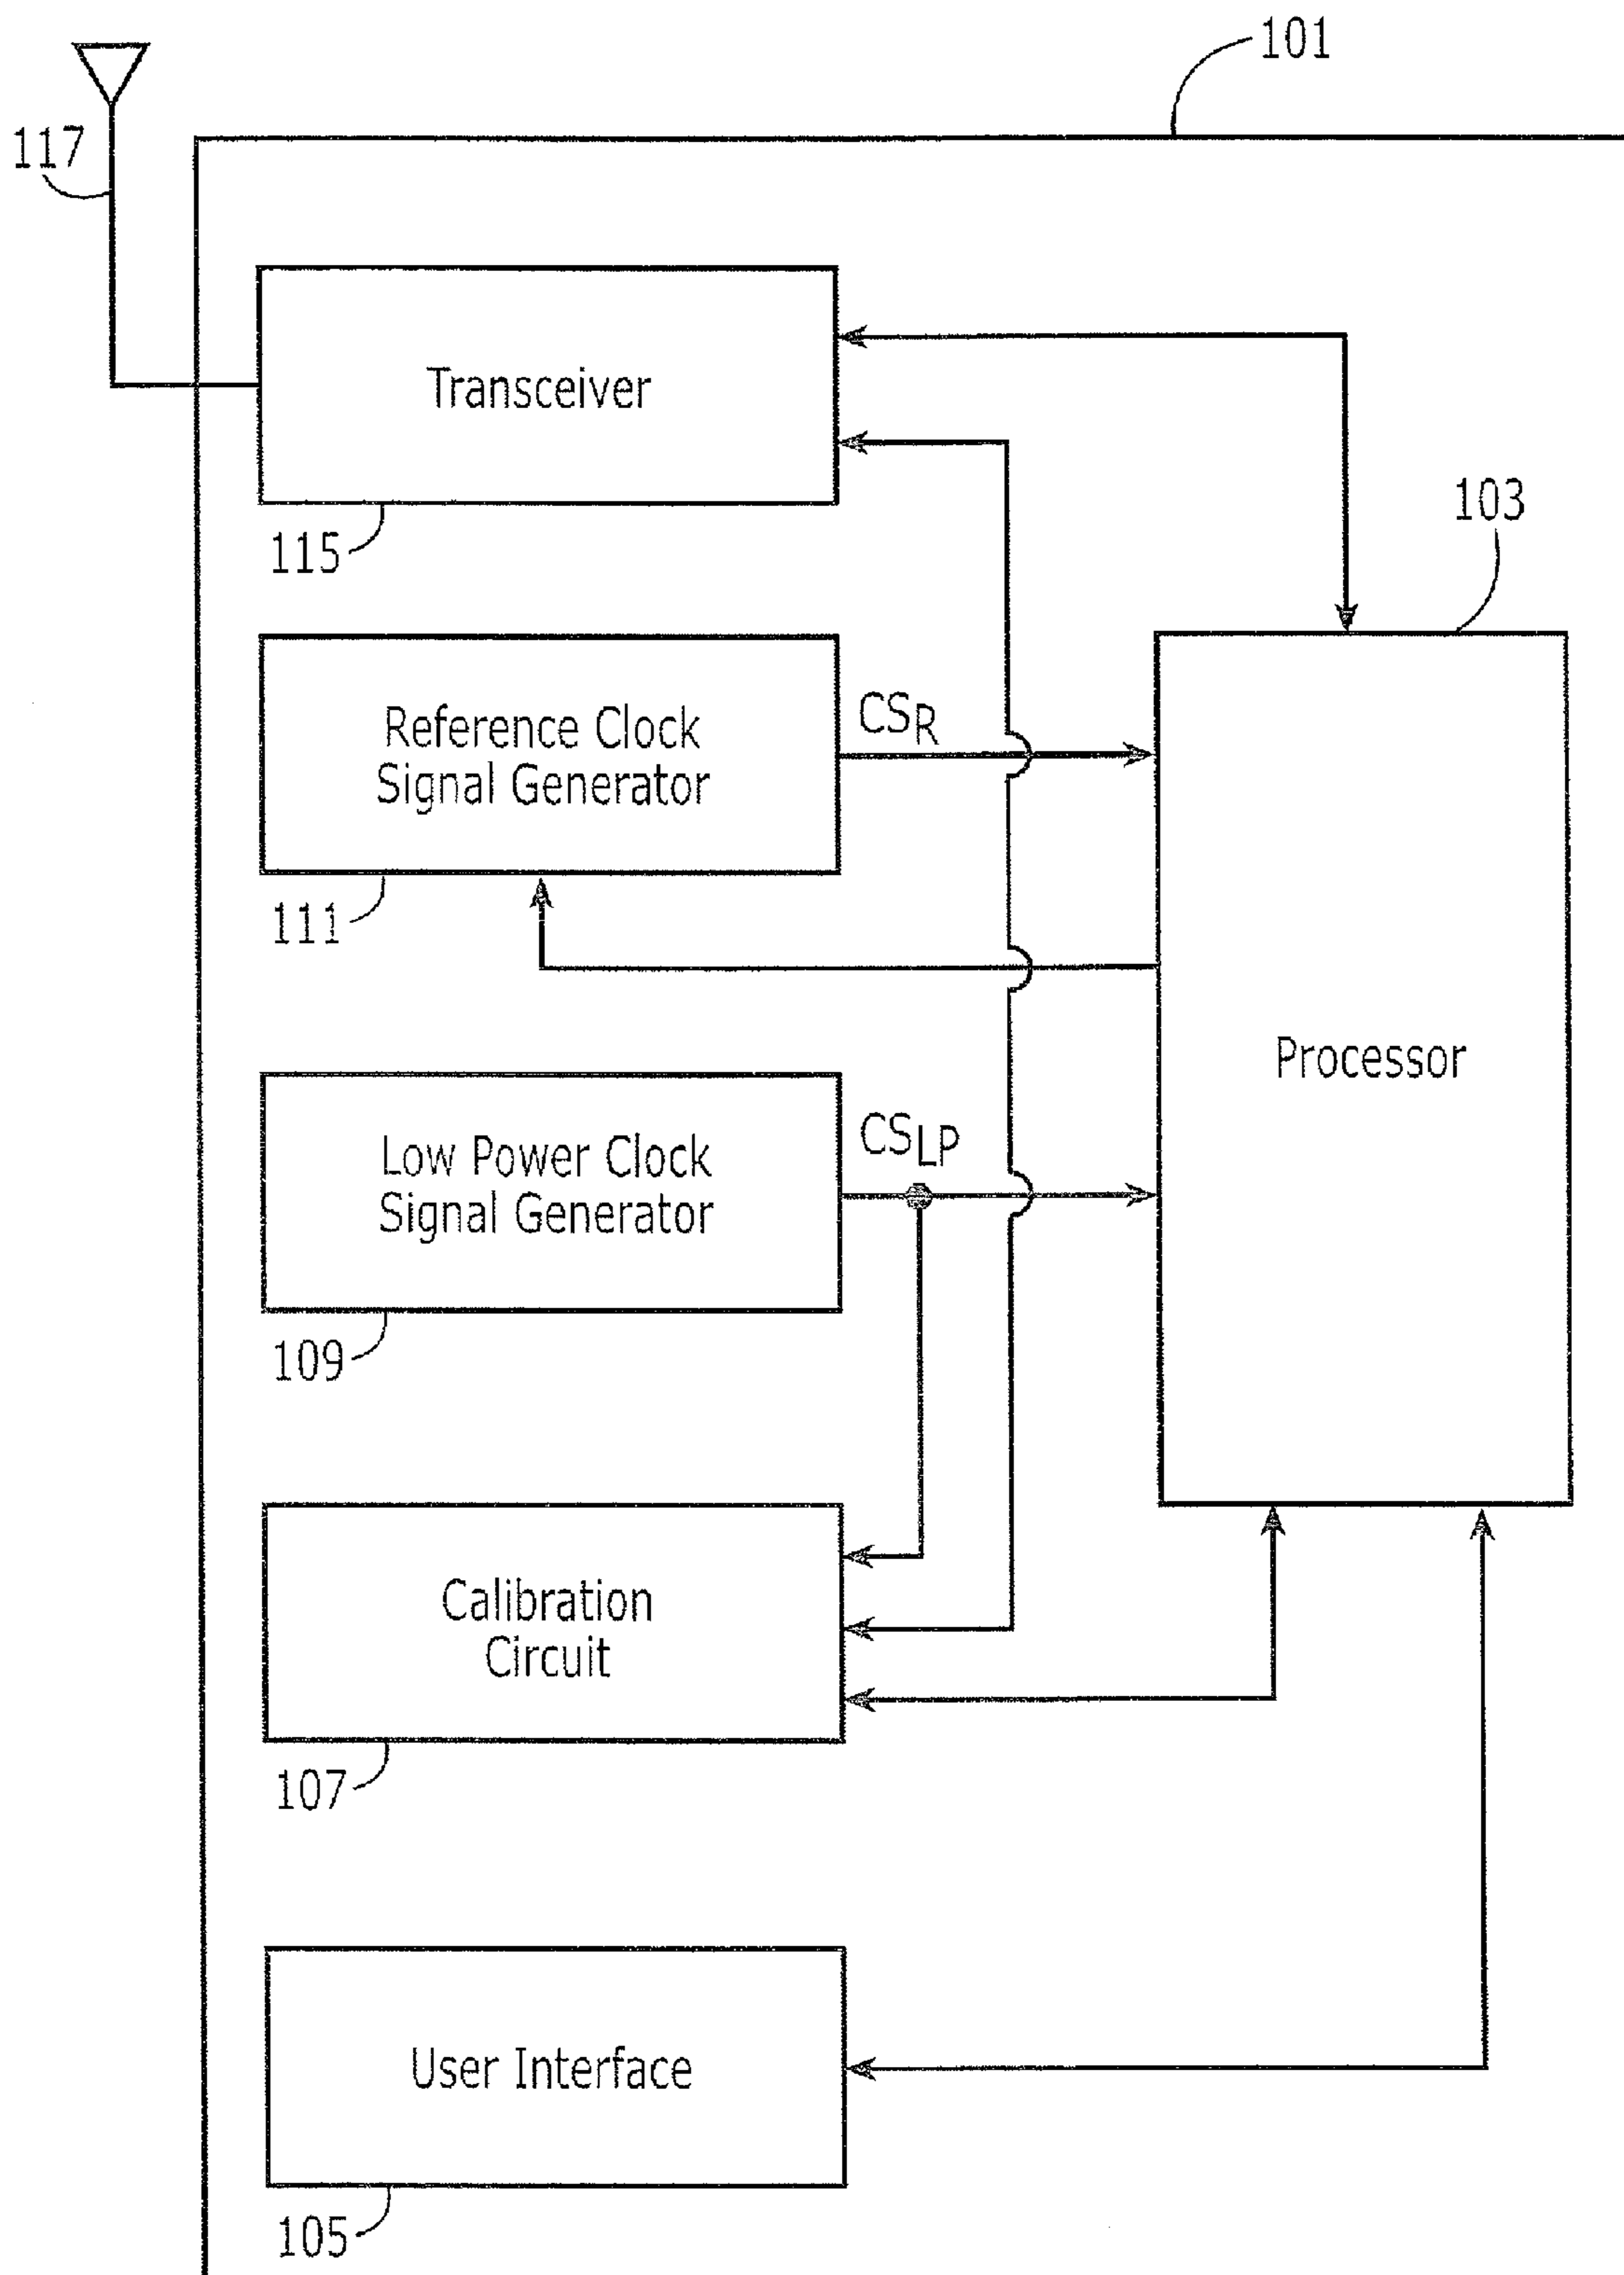 101
117
Transceiver
115
103
Reference Clock
Signal Generator
CSR
111
Processor
Low Power Clock
Signal Generator
CSLP
109
Calibration
Circuit
107
User Interface
105